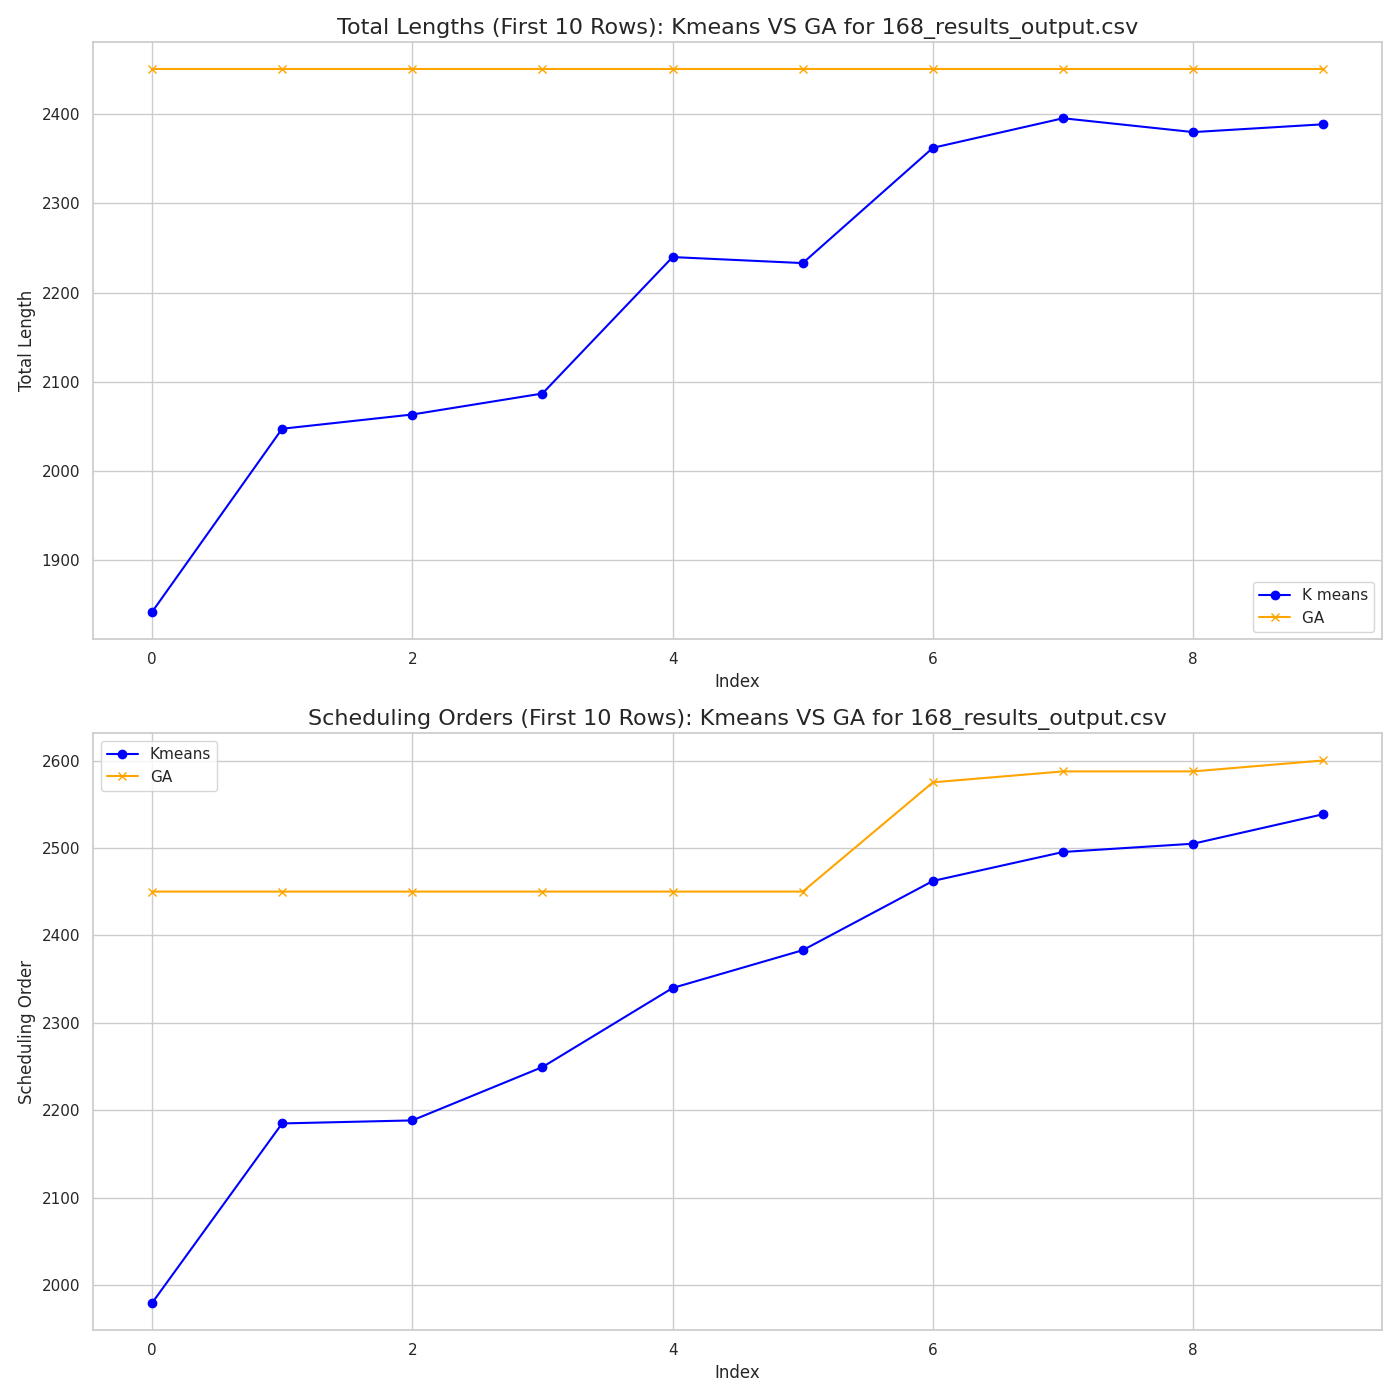 Total Lengths (First 10 Rows): Kmeans VS GA for 168_results_output.csv
2400
2300
2200
2100
2000
1900
Total Length
K means
GA
0 2 4 6 8
Index
Scheduling Orders (First 10 Rows): Kmeans VS GA for 168_results_output.csv
Kmeans
GA
2600
2500
2400
2300
2200
2100
2000
Scheduling Order
0 2 4 6 8
Index